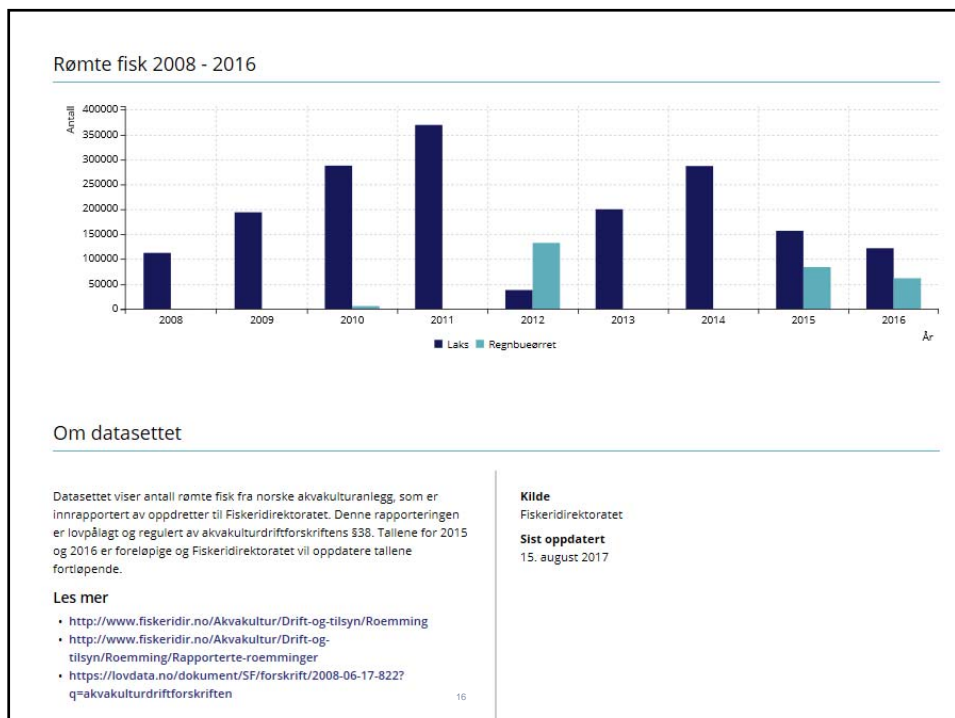 Rømte fisk 2008 - 2016
Antall
400000
350000
300000
250000
200000
150000
100000
50000
0
2008 2009 2010 2011 2012 2013 2014 2015 2016
År
Laks Regnbueørret
Om datasettet
Datasettet viser antall rømte fisk fra norske akvakulturanlegg, som er
innrapportert av oppdretter til Fiskeridirektoratet. Denne rapporteringen
er lovpålagt og regulert av akvakulturdriftforskriftens §38. Tallene for 2015
og 2016 er foreløpige og Fiskeridirektoratet vil oppdatere tallene
fortløpende.
Les mer
• http://www.fiskeridir.no/Akvakultur/Drift-og-tilsyn/Roemming
• http://www.fiskeridir.no/Akvakultur/Drift-og-
tilsyn/Roemming/Rapporterte-roemminger
• https://lovdata.no/dokument/SF/forskrift/2008-06-17-822?
q=akvakulturdriftforskriften
Kilde
Fiskeridirektoratet
Sist oppdatert
15. august 2017
16